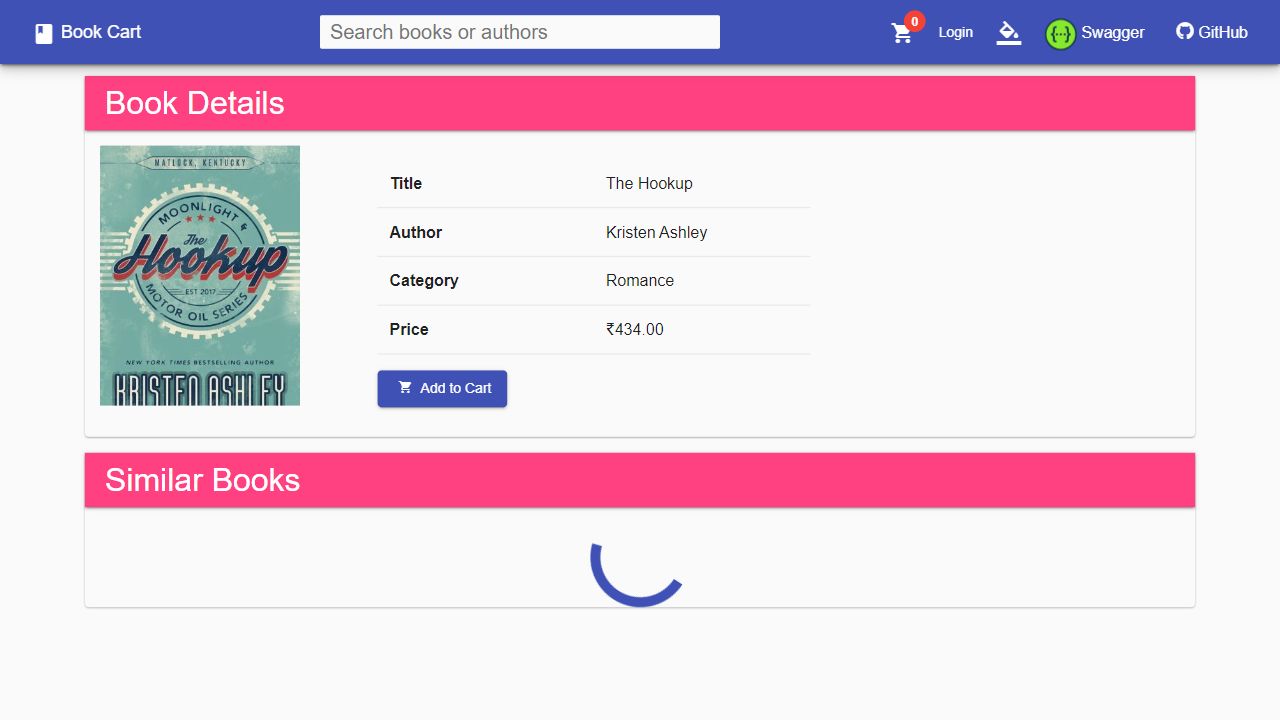 Book Cart
Search books or authors
0
Login
Swagger
GitHub
Book Details
MATLOCK, KENTUCKY
MOONLIGHT &
The
Hookup
EST 2017
MOTOR OIL SERIES
NEW YORK TIMES BESTSELLING AUTHOR
KRISTEN ASHLEY
Title The Hookup
Author Kristen Ashley
Category Romance
Price ₹434.00
Add to Cart
Similar Books